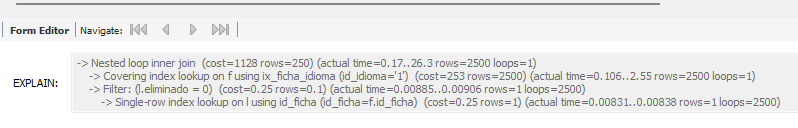 Form Editor | Navigate:
-> Nested loop inner join (cost=1128 rows=250) (actual time=0.17..26.3 rows=2500 loops=1)
-> Covering index lookup on f using ix_ficha_idioma (id_idioma='1') (cost=253 rows=2500) (actual time=0.106..2.55 rows=2500 loops=1)
EXPLAIN:
-> Filter: (l.eliminado = 0) (cost=0.25 rows=0.1) (actual time=0.00885..0.00906 rows=1 loops=2500)
-> Single-row index lookup on l using id_ficha (id_ficha=f.id_ficha) (cost=0.25 rows=1) (actual time=0.00831..0.00838 rows=1 loops=2500)